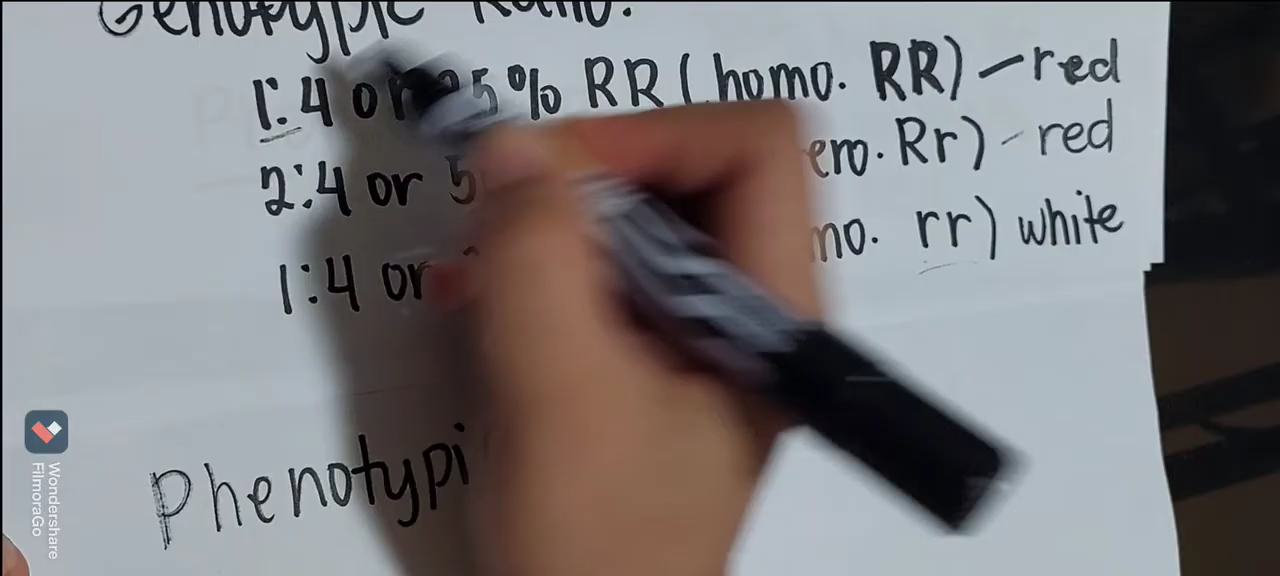 Genotypic Ratio:
1:4 or 25% RR (homo. RR) - red
2:4 or 5 ero. Rr) - red
1:4 or mo. rr) white
Phenotypi
Wondershare
FilmoraGo